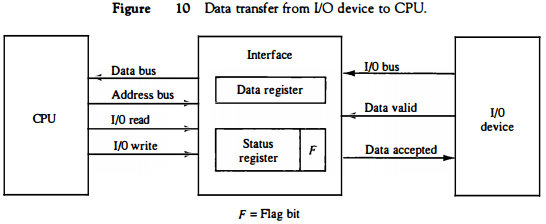 Figure 10 Data transfer from I/O device to CPU.
CPU
Data bus
Address bus
I/O read
I/O write
Interface
Data register
Status
register
F
I/O bus
Data valid
Data accepted
I/O
device
F = Flag bit